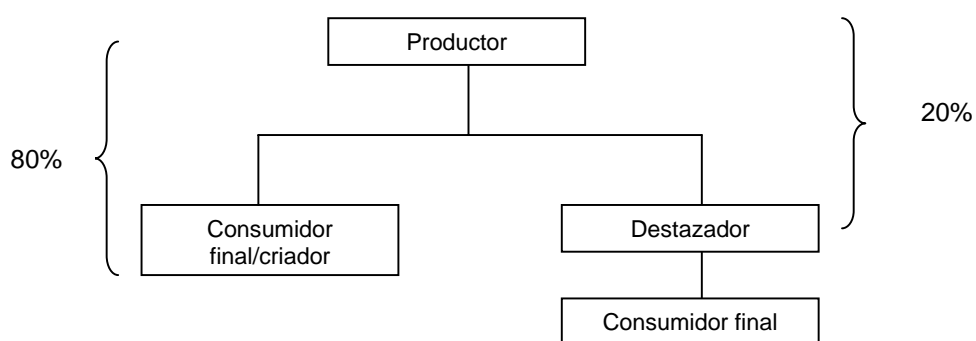 Productor
20%
80%
Consumidor
final/criador
Destazador
Consumidor final